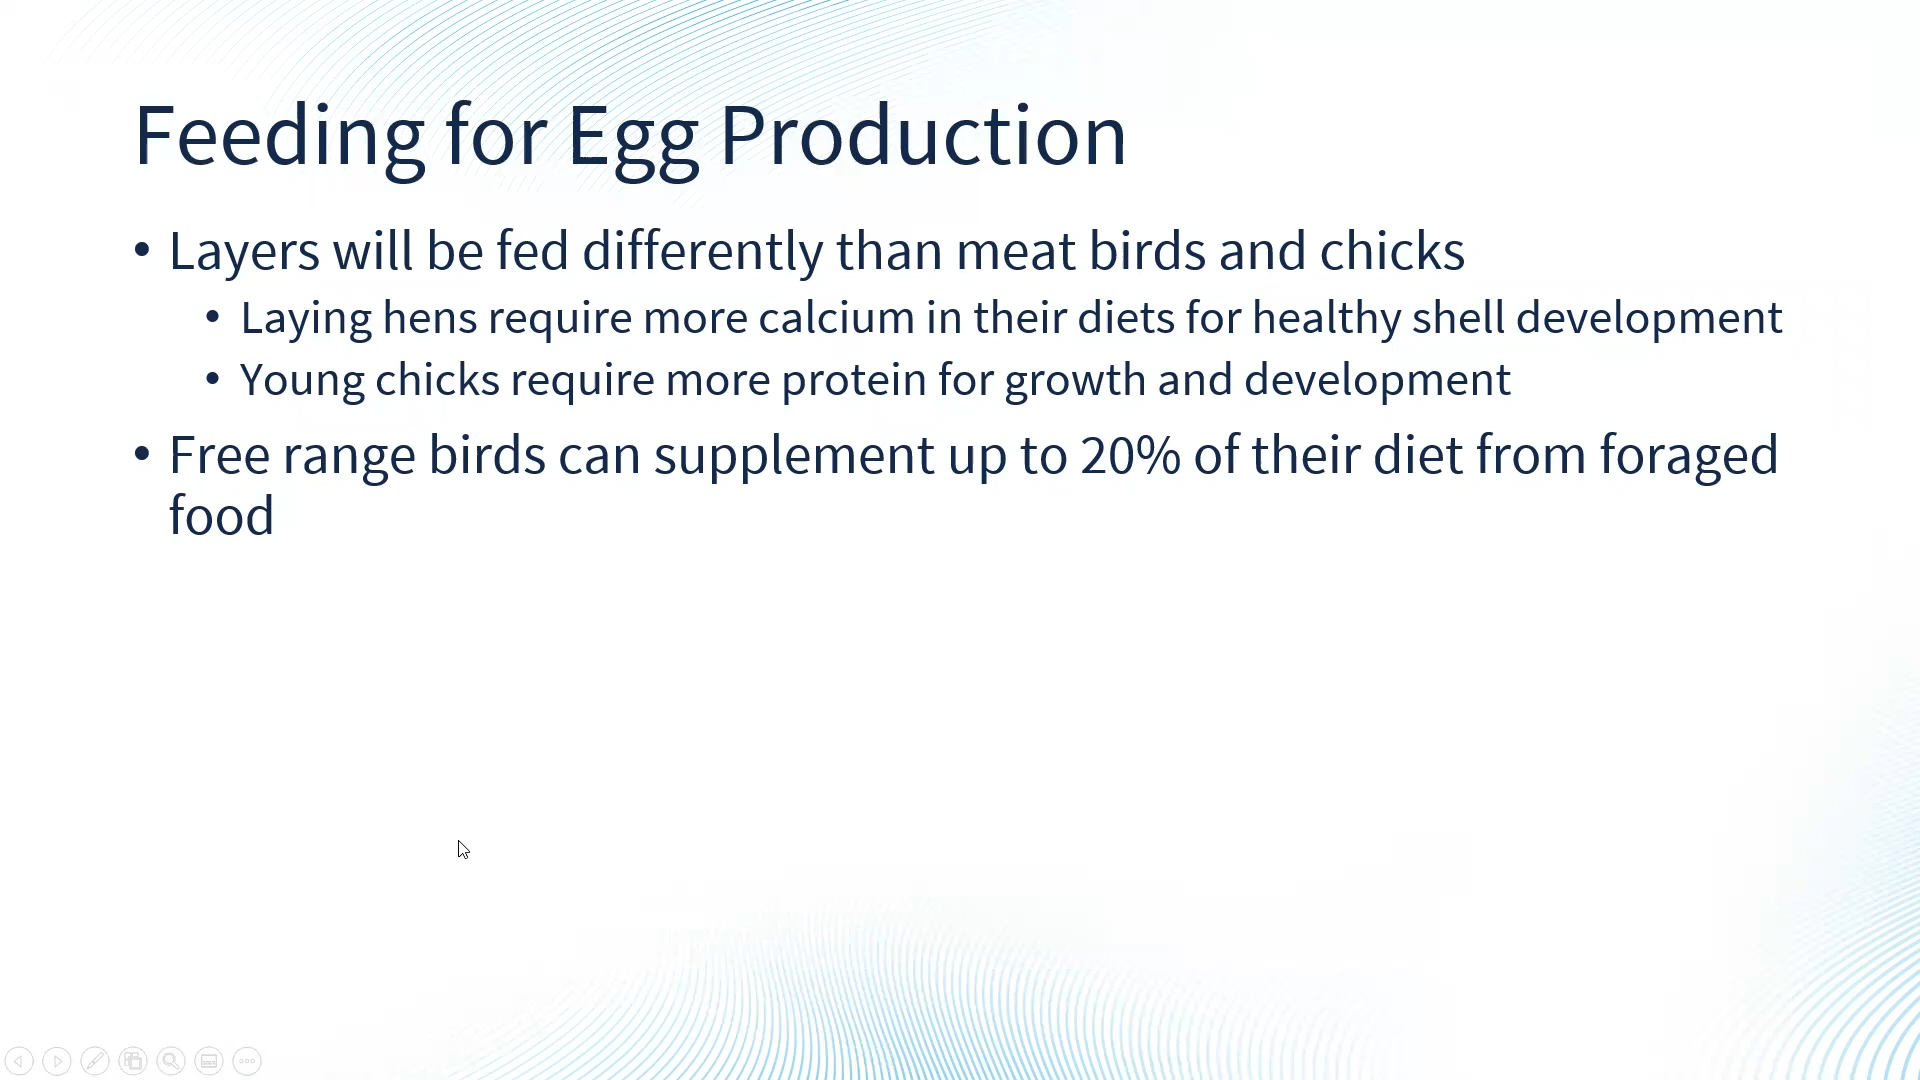 Feeding for Egg Production
• Layers will be fed differently than meat birds and chicks
• Laying hens require more calcium in their diets for healthy shell development
• Young chicks require more protein for growth and development
• Free range birds can supplement up to 20% of their diet from foraged
food